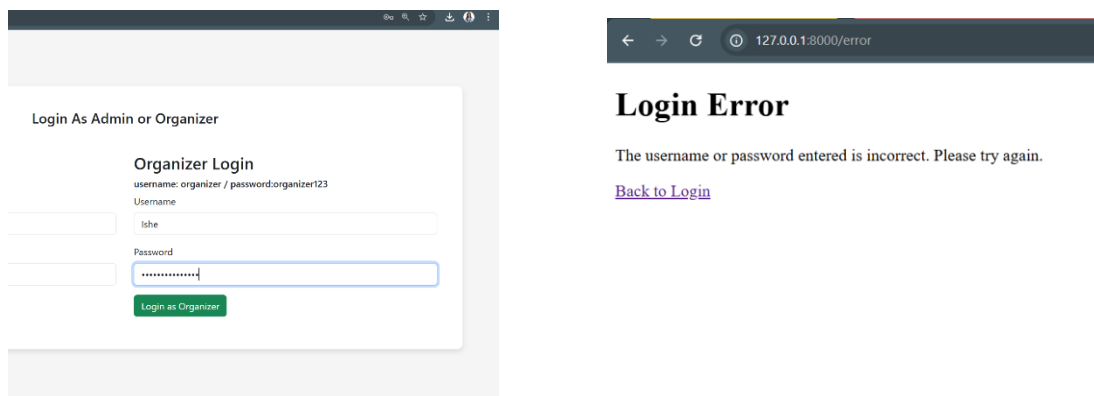 Login As Admin or Organizer
Organizer Login
username: organizer / password:organizer123
Username
Ishe
Password
•••••••••••••••
Login as Organizer
127.0.0.1:8000/error
Login Error
The username or password entered is incorrect. Please try again.
Back to Login